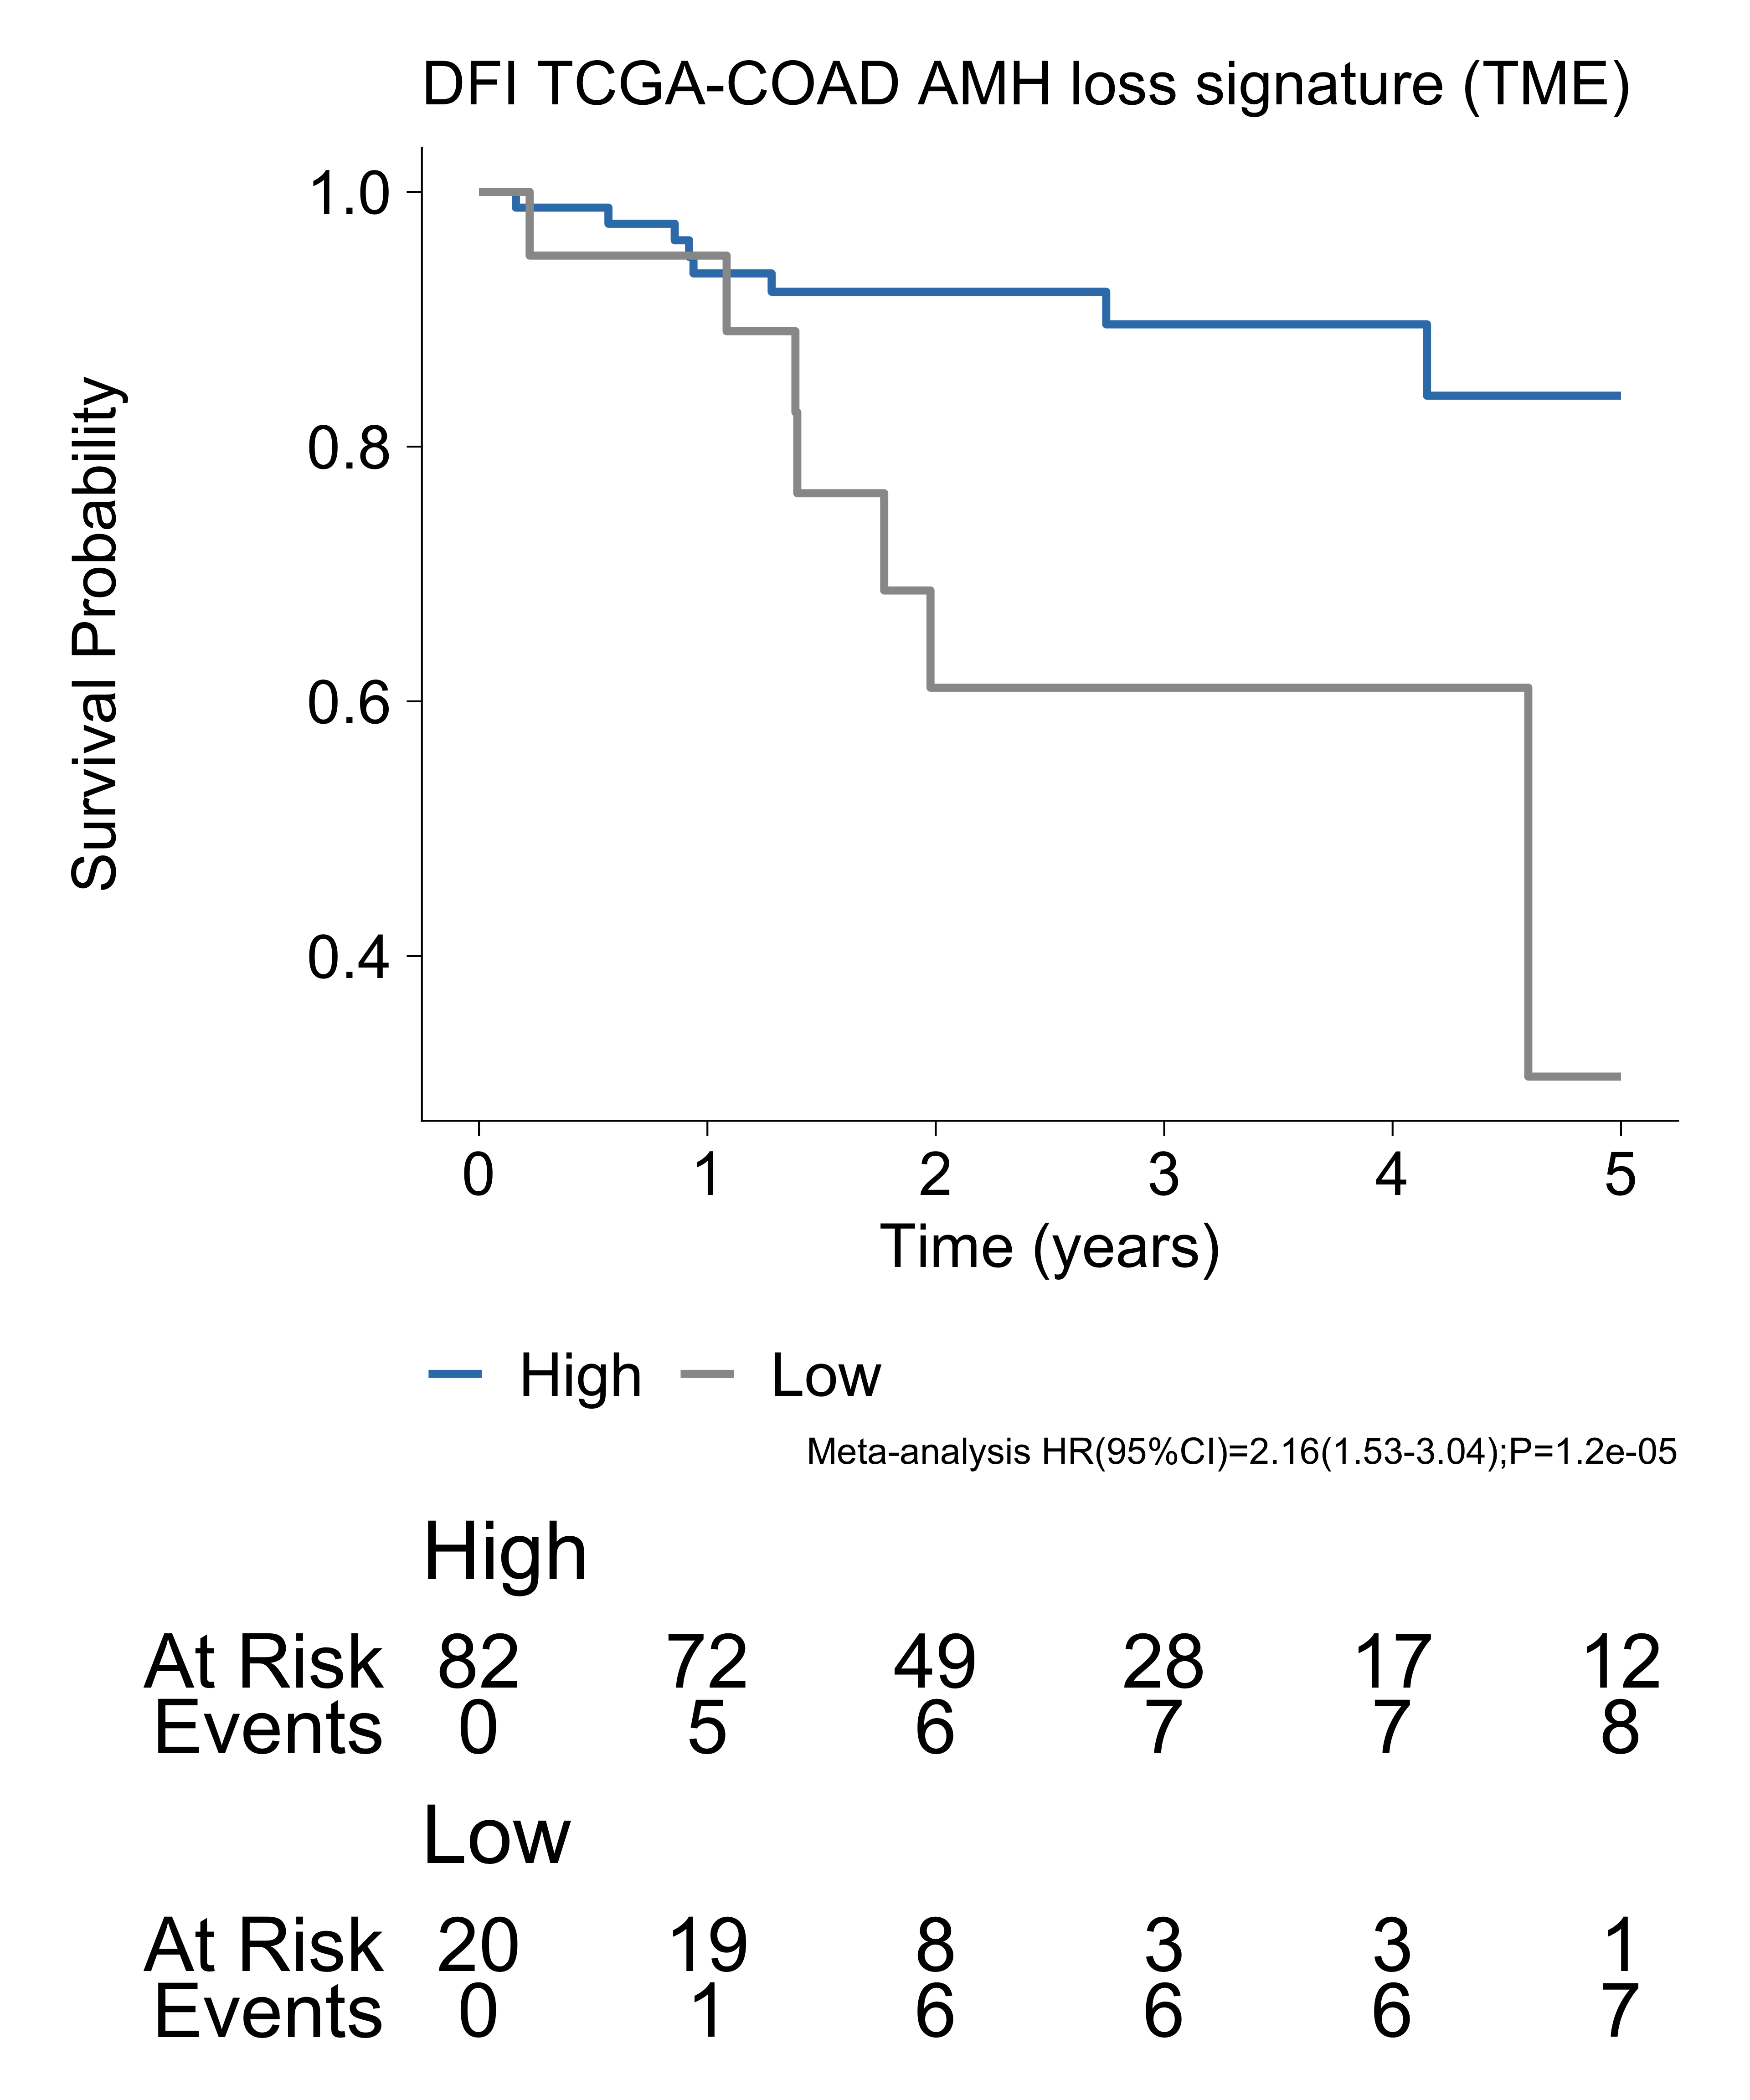 DFI TCGA-COAD AMH loss signature (TME)
1.0
0.8
0.6
0.4
Survival Probability
0 1 2 3 4 5
Time (years)
High Low
Meta-analysis HR(95%CI)=2.16(1.53-3.04);P=1.2e-05
High
At Risk 82 72 49 28 17 12
Events 0 5 6 7 7 8
Low
At Risk 20 19 8 3 3 1
Events 0 1 6 6 6 7